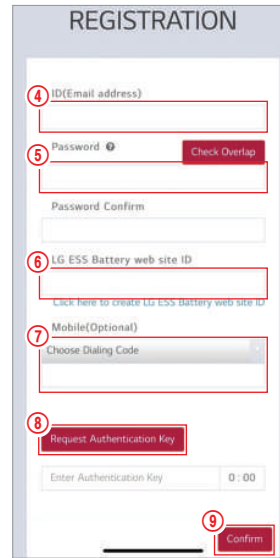 REGISTRATION
④ ID(Email address)
Check Overlap
⑤ Password ?
Password Confirm
⑥ LG ESS Battery web site ID
Click here to create LG ESS Battery web site ID
⑦ Mobile(Optional)
Choose Dialing Code
⑧
Request Authentication Key
Enter Authentication Key 0 : 00
⑨
Confirm